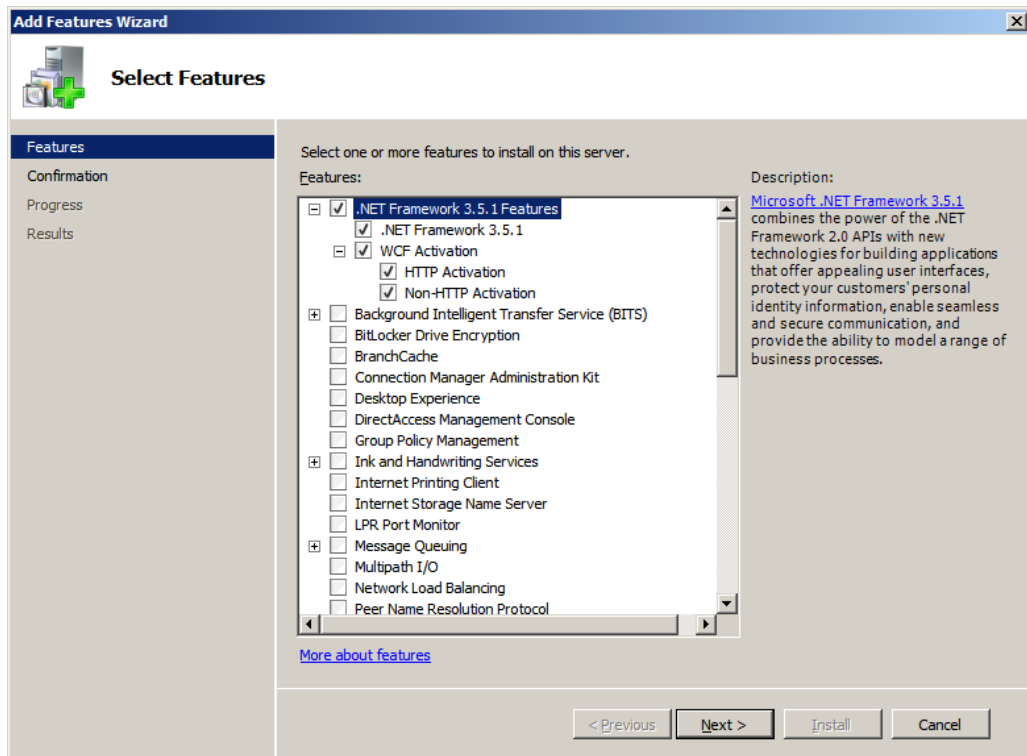 Add Features Wizard
Select Features
Features
Confirmation
Progress
Results
Select one or more features to install on this server.
Features:
.NET Framework 3.5.1 Features
.NET Framework 3.5.1
WCF Activation
HTTP Activation
Non-HTTP Activation
Background Intelligent Transfer Service (BITS)
BitLocker Drive Encryption
BranchCache
Connection Manager Administration Kit
Desktop Experience
DirectAccess Management Console
Group Policy Management
Ink and Handwriting Services
Internet Printing Client
Internet Storage Name Server
LPR Port Monitor
Message Queuing
Multipath I/O
Network Load Balancing
Peer Name Resolution Protocol
More about features
Description:
Microsoft .NET Framework 3.5.1
combines the power of the .NET
Framework 2.0 APIs with new
technologies for building applications
that offer appealing user interfaces,
protect your customers' personal
identity information, enable seamless
and secure communication, and
provide the ability to model a range of
business processes.
< Previous
Next >
Install
Cancel